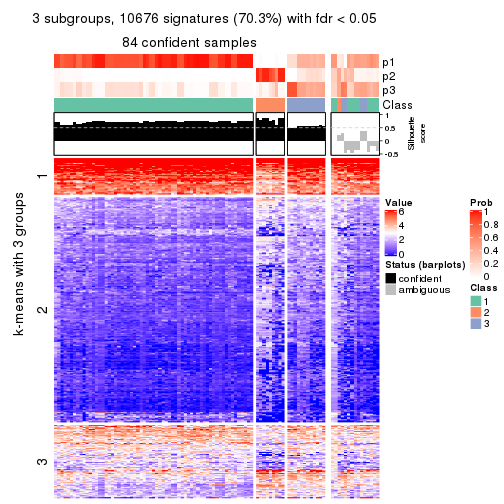 3 subgroups, 10676 signatures (70.3%) with fdr < 0.05
84 confident samples
p1
p2
p3
Class
1
0.5
0
-0.5
Silhouette
score
k-means with 3 groups
1
2
3
Value
6
4
2
0
Status (barplots)
confident
ambiguous
Prob
1
0.8
0.6
0.4
0.2
0
Class
1
2
3